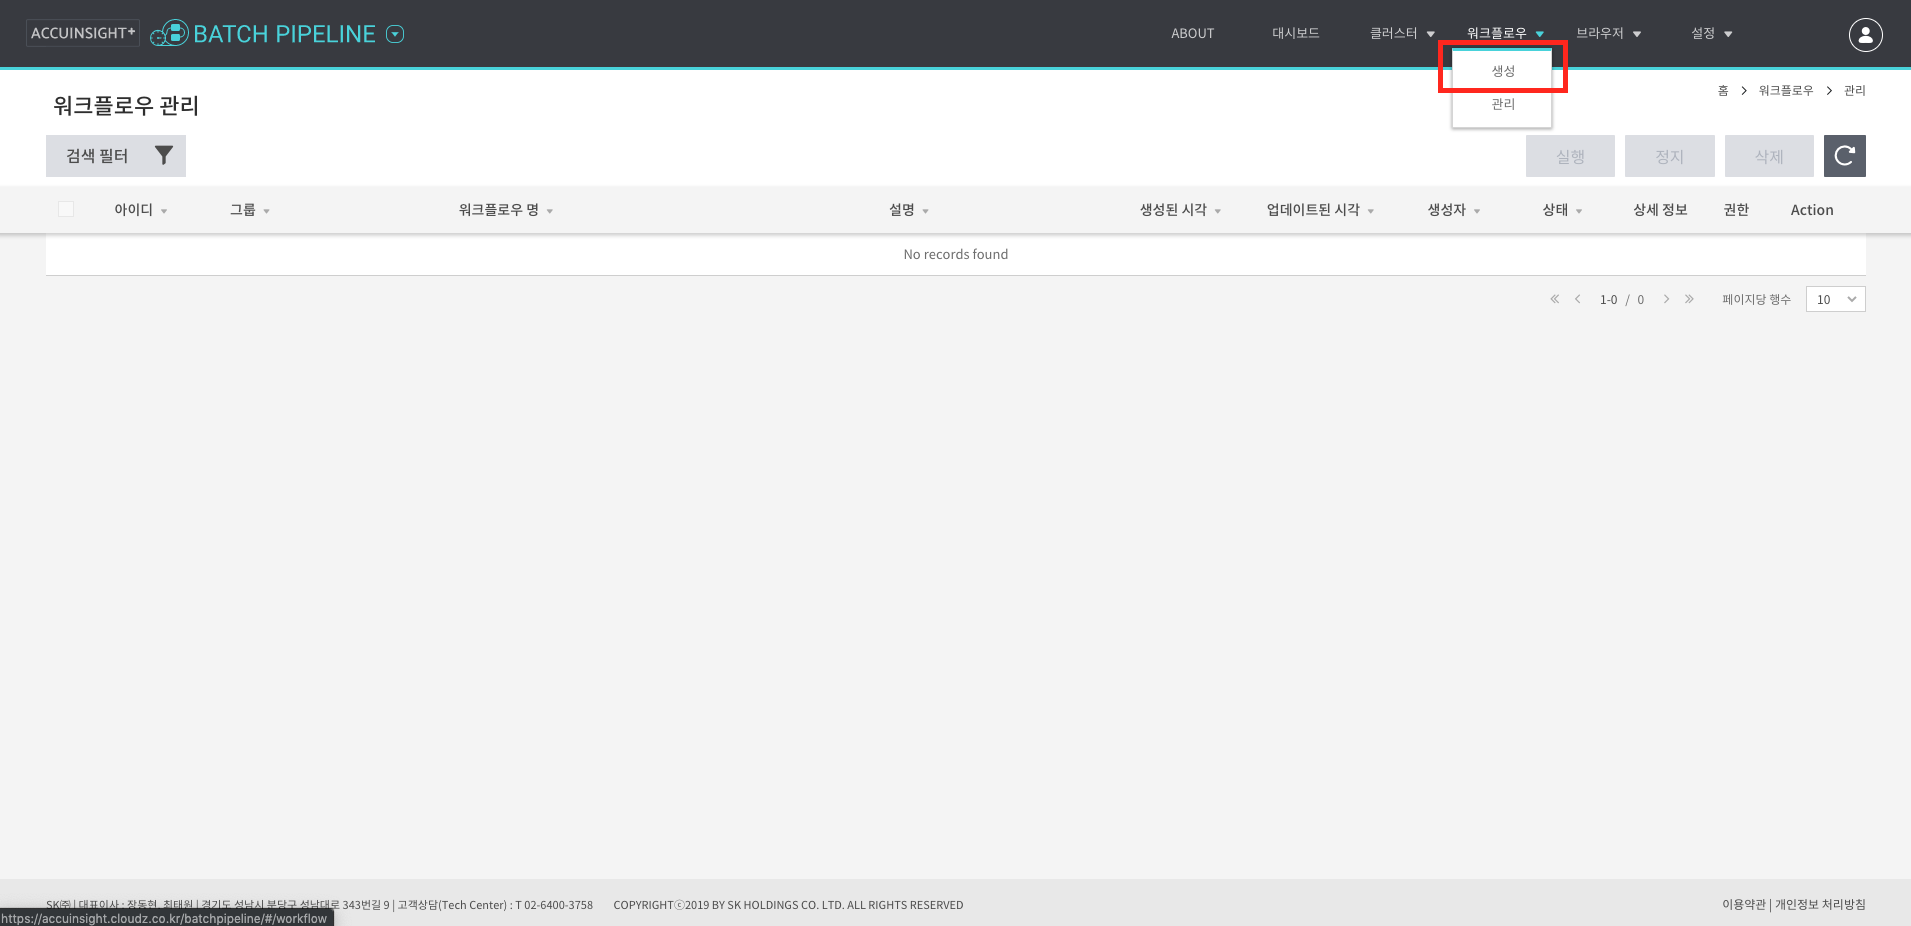 ACCUINSIGHT+ BATCH PIPELINE ABOUT 대시보드 클러스터 워크플로우 브라우저 설정
생성
관리
홈 > 워크플로우 > 관리
워크플로우 관리
검색 필터 실행 정지 삭제
아이디 그룹 워크플로우 명 설명 생성된 시각 업데이트된 시각 생성자 상태 상세 정보 권한 Action
No records found
1-0 / 0 페이지당 행수 10
SK㈜ | 대표이사 : 장동현, 최태원 | 경기도 성남시 분당구 성남대로 343번길 9 | 고객상담(Tech Center) : T 02-6400-3758 COPYRIGHTⓒ2019 BY SK HOLDINGS CO. LTD. ALL RIGHTS RESERVED 이용약관 | 개인정보 처리방침
https://accuinsight.cloudz.co.kr/batchpipeline/#/workflow